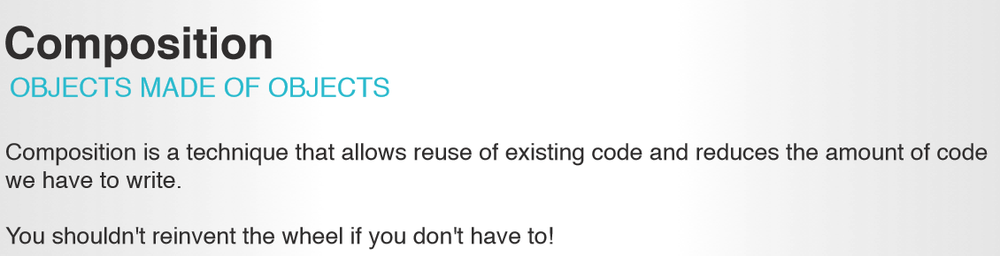 Composition
OBJECTS MADE OF OBJECTS
Composition is a technique that allows reuse of existing code and reduces the amount of code
we have to write.
You shouldn't reinvent the wheel if you don't have to!